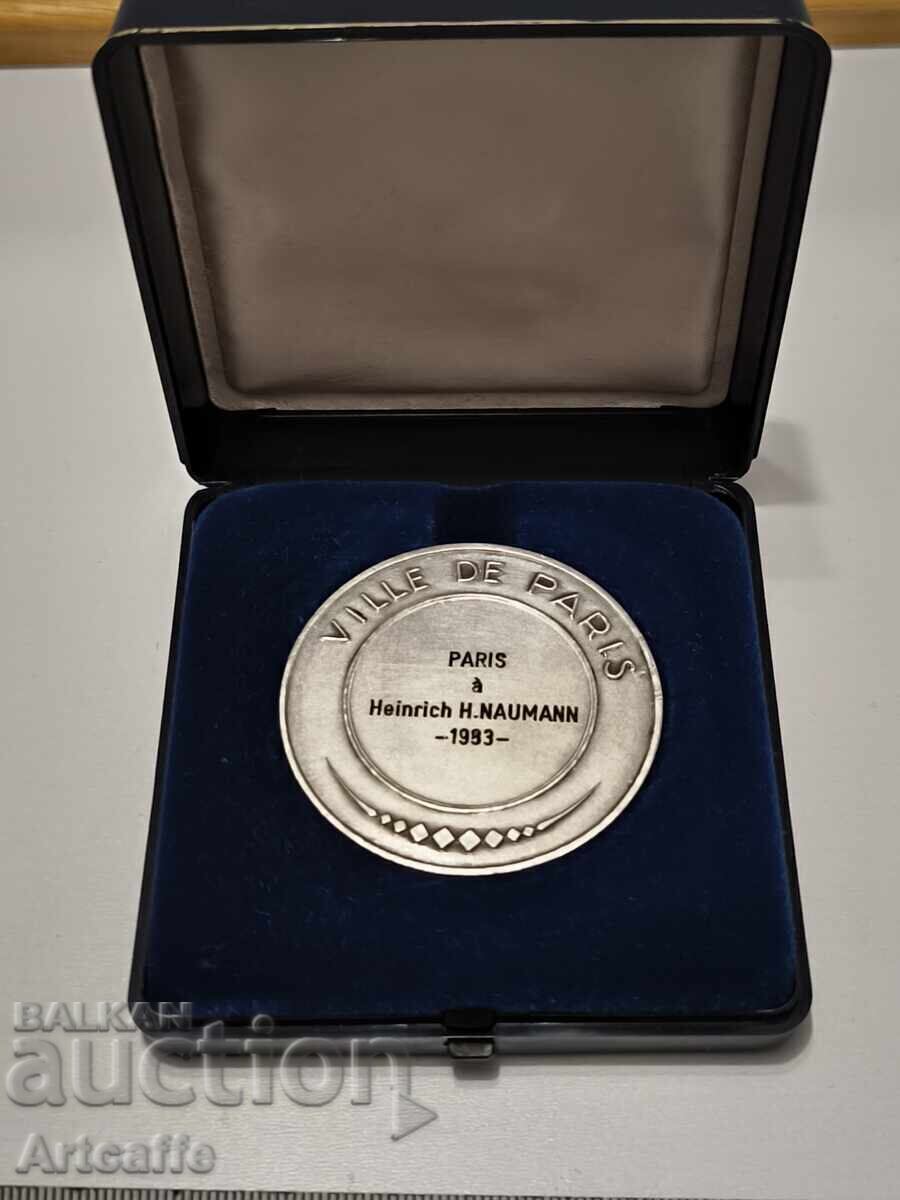 VILLE DE PARIS
PARIS
à
Heinrich H.NAUMANN
-1983-
BALKAN
auction
Artcaffe